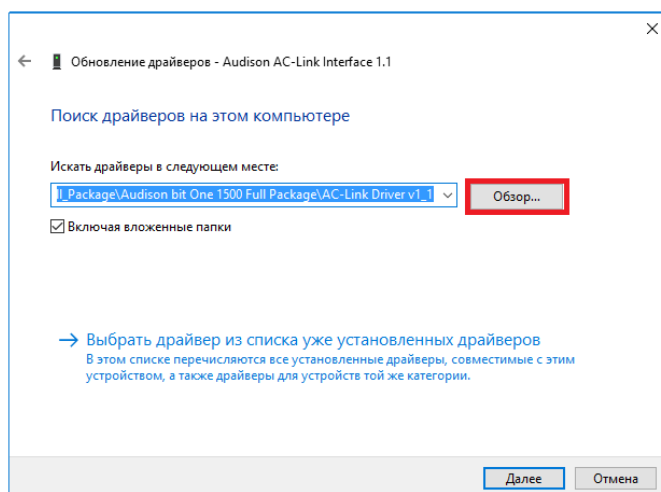 Обновление драйверов - Audison AC-Link Interface 1.1
Поиск драйверов на этом компьютере
Искать драйверы в следующем месте:
ll_Package\Audison bit One 1500 Full Package\AC-Link Driver v1_1
Обзор...
Включая вложенные папки
Выбрать драйвер из списка уже установленных драйверов
В этом списке перечисляются все установленные драйверы, совместимые с этим
устройством, а также драйверы для устройств той же категории.
Далее
Отмена